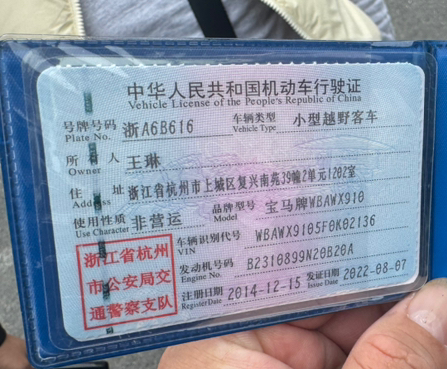 中华人民共和国机动车行驶证
Vehicle License of the People's Republic of China
号牌号码 浙A6B616 车辆类型 小型越野客车
Plate No. Vehicle Type
所有人 王琳
Owner
住址 浙江省杭州市上城区复兴南苑39幢2单元1202室
Address
使用性质 非营运 品牌型号 宝马牌WBAWX910
Use Character Model
浙江省杭州
市公安局交
通警察支队
车辆识别代号 WBAWX9105F0K02136
VIN
发动机号码 B2310899N20B20A
Engine No.
注册日期 2014-12-15 发证日期 2022-08-07
Register Date Issue Date